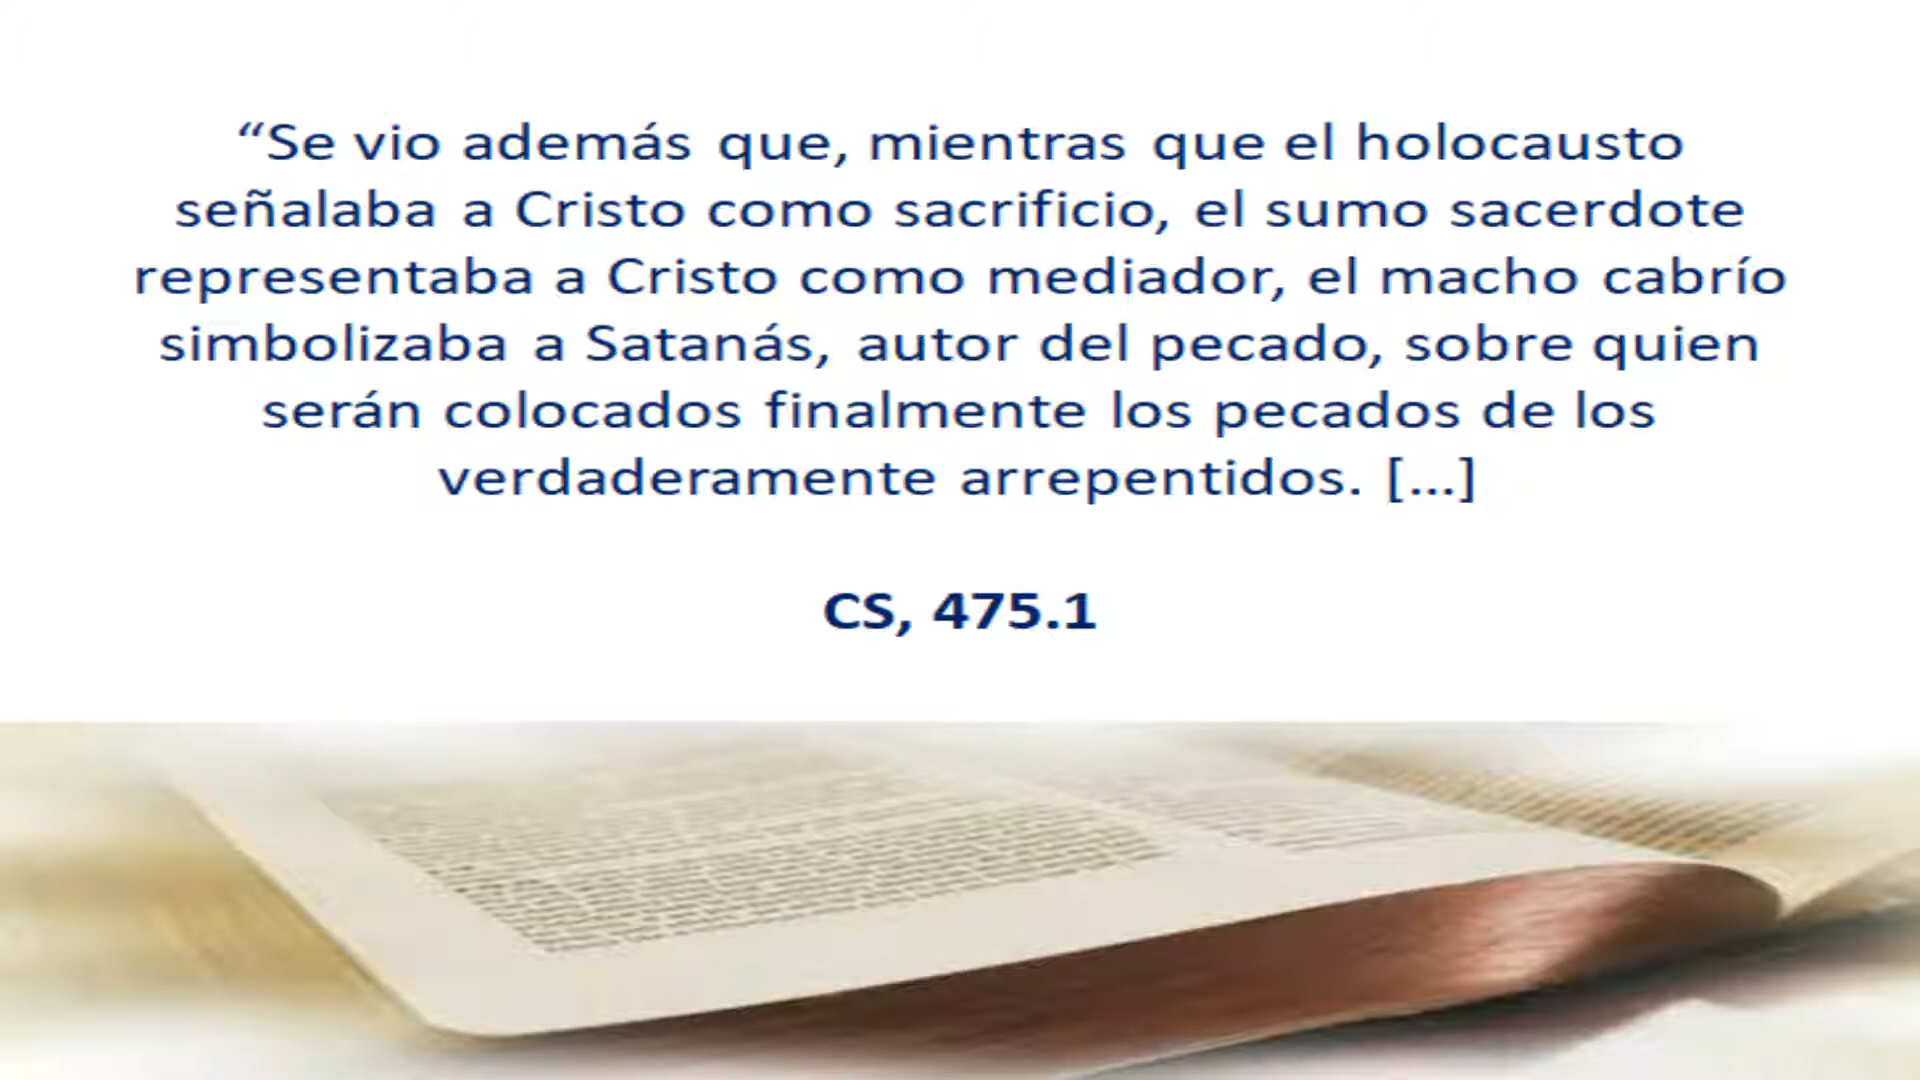 “Se vio además que, mientras que el holocausto
señalaba a Cristo como sacrificio, el sumo sacerdote
representaba a Cristo como mediador, el macho cabrío
simbolizaba a Satanás, autor del pecado, sobre quien
serán colocados finalmente los pecados de los
verdaderamente arrepentidos. [...]
CS, 475.1